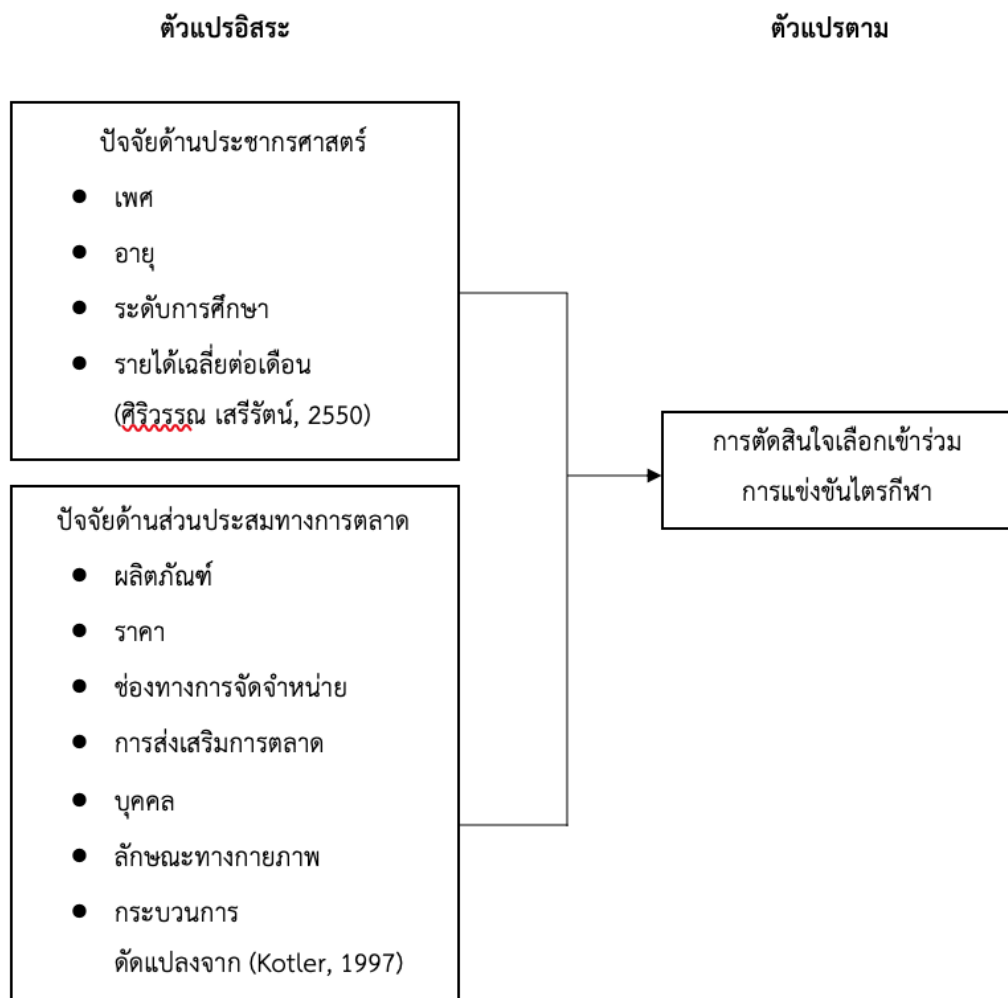 ตัวแปรอิสระ
ตัวแปรตาม
ปัจจัยด้านประชากรศาสตร์
● เพศ
● อายุ
● ระดับการศึกษา
● รายได้เฉลี่ยต่อเดือน
(ศิริวรรณ เสรีรัตน์, 2550)
ปัจจัยด้านส่วนประสมทางการตลาด
● ผลิตภัณฑ์
● ราคา
● ช่องทางการจัดจำหน่าย
● การส่งเสริมการตลาด
● บุคคล
● ลักษณะทางกายภาพ
● กระบวนการ
ดัดแปลงจาก (Kotler, 1997)
การตัดสินใจเลือกเข้าร่วม
การแข่งขันไตรกีฬา